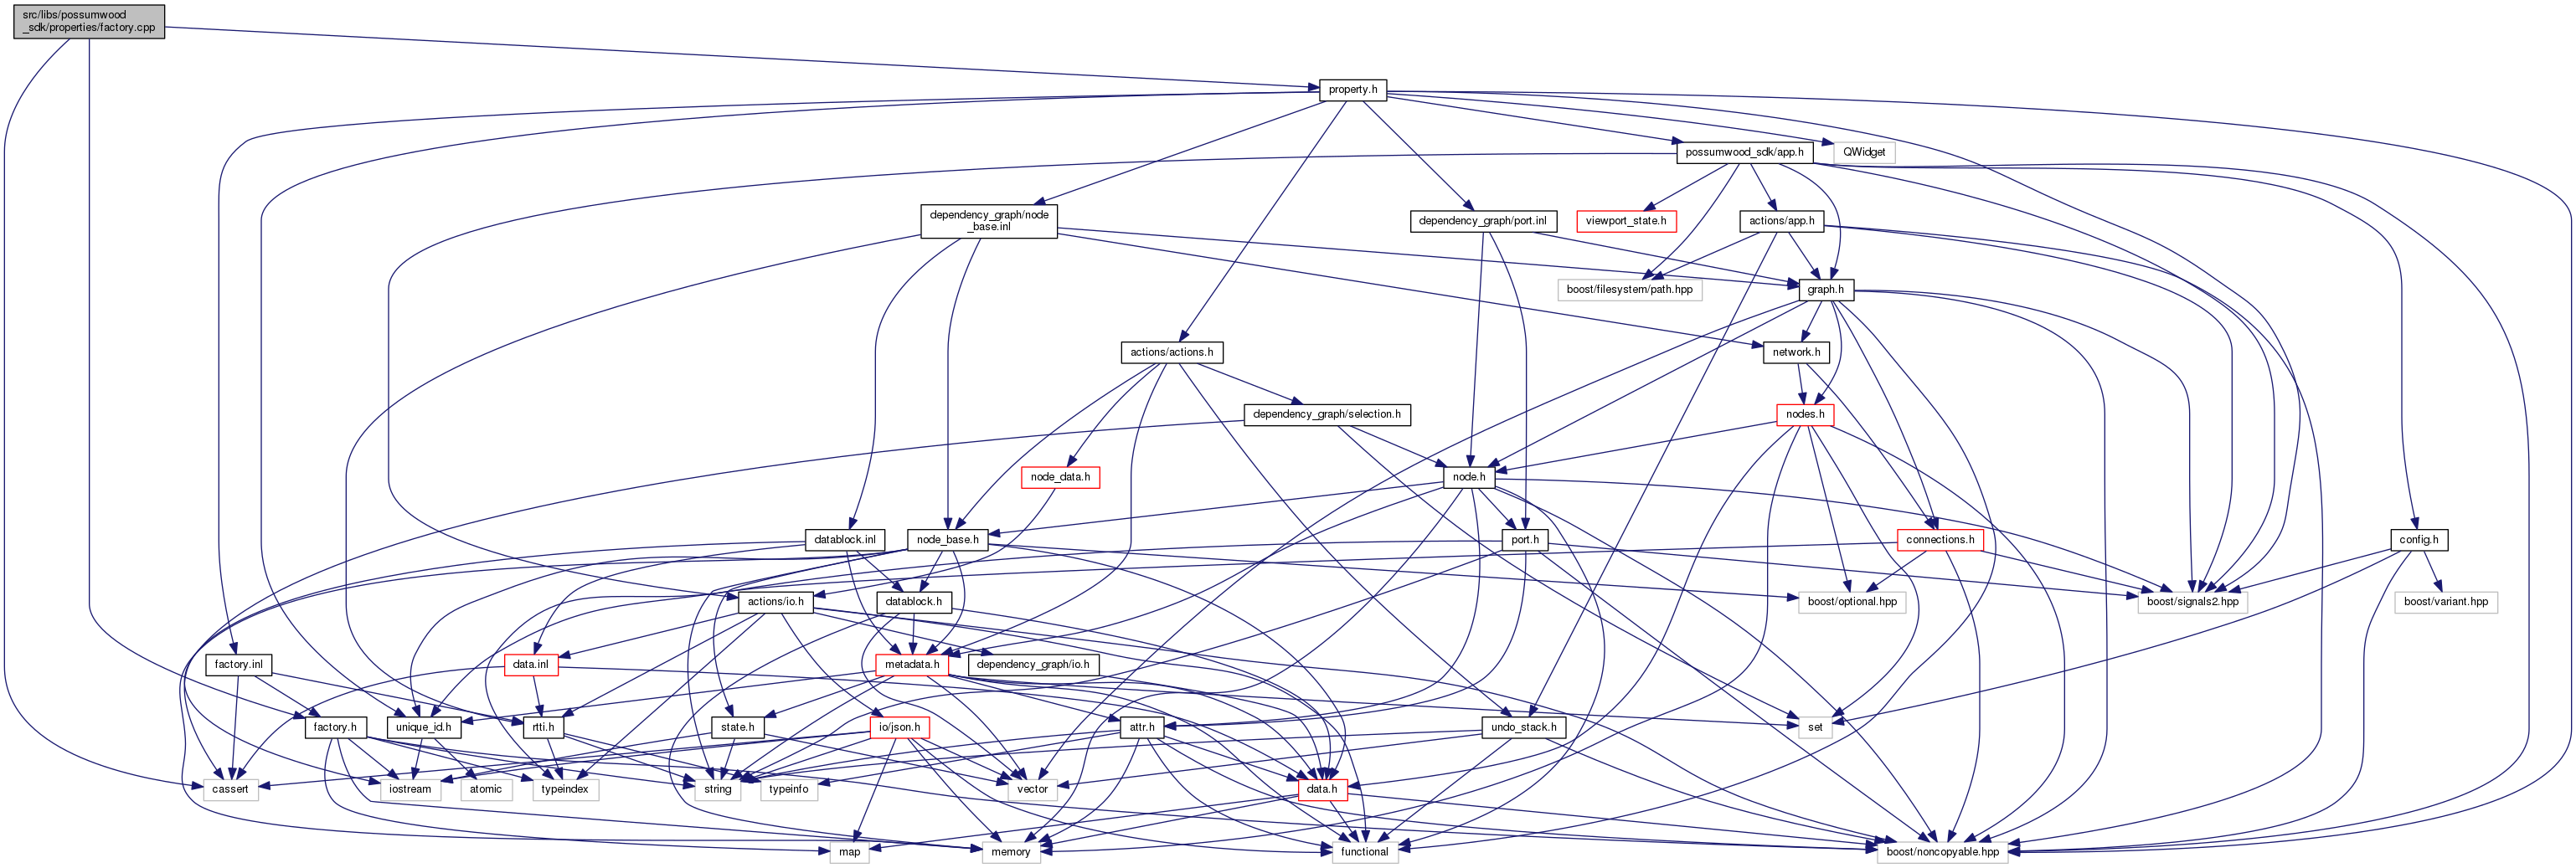 src/libs/possumwood
_sdk/properties/factory.cpp
property.h
possumwood_sdk/app.h
QWidget
dependency_graph/node
_base.inl
dependency_graph/port.inl
viewport_state.h
actions/app.h
boost/filesystem/path.hpp
graph.h
actions/actions.h
network.h
dependency_graph/selection.h
nodes.h
node_data.h
node.h
datablock.inl
node_base.h
port.h
connections.h
config.h
actions/io.h
datablock.h
boost/optional.hpp
boost/signals2.hpp
boost/variant.hpp
factory.inl
data.inl
metadata.h
dependency_graph/io.h
factory.h
unique_id.h
rtti.h
state.h
io/json.h
attr.h
undo_stack.h
set
cassert
iostream
atomic
typeindex
string
typeinfo
vector
data.h
map
memory
functional
boost/noncopyable.hpp